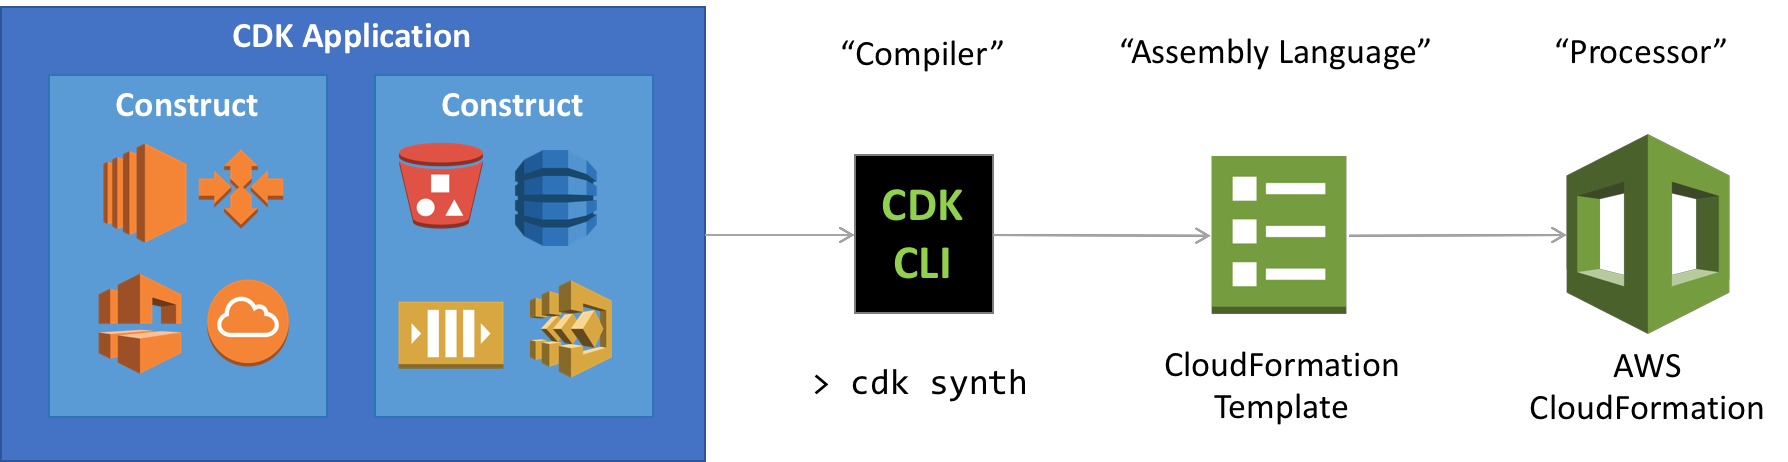 CDK Application
Construct
Construct
“Compiler”
“Assembly Language”
“Processor”
CDK
CLI
> cdk synth
CloudFormation
Template
AWS
CloudFormation